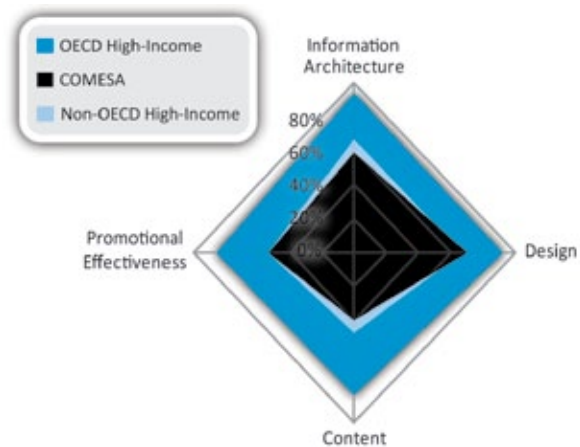 OECD High-Income
COMESA
Non-OECD High-Income
Information
Architecture
80%
60%
40%
20%
0%
Promotional
Effectiveness
Design
Content